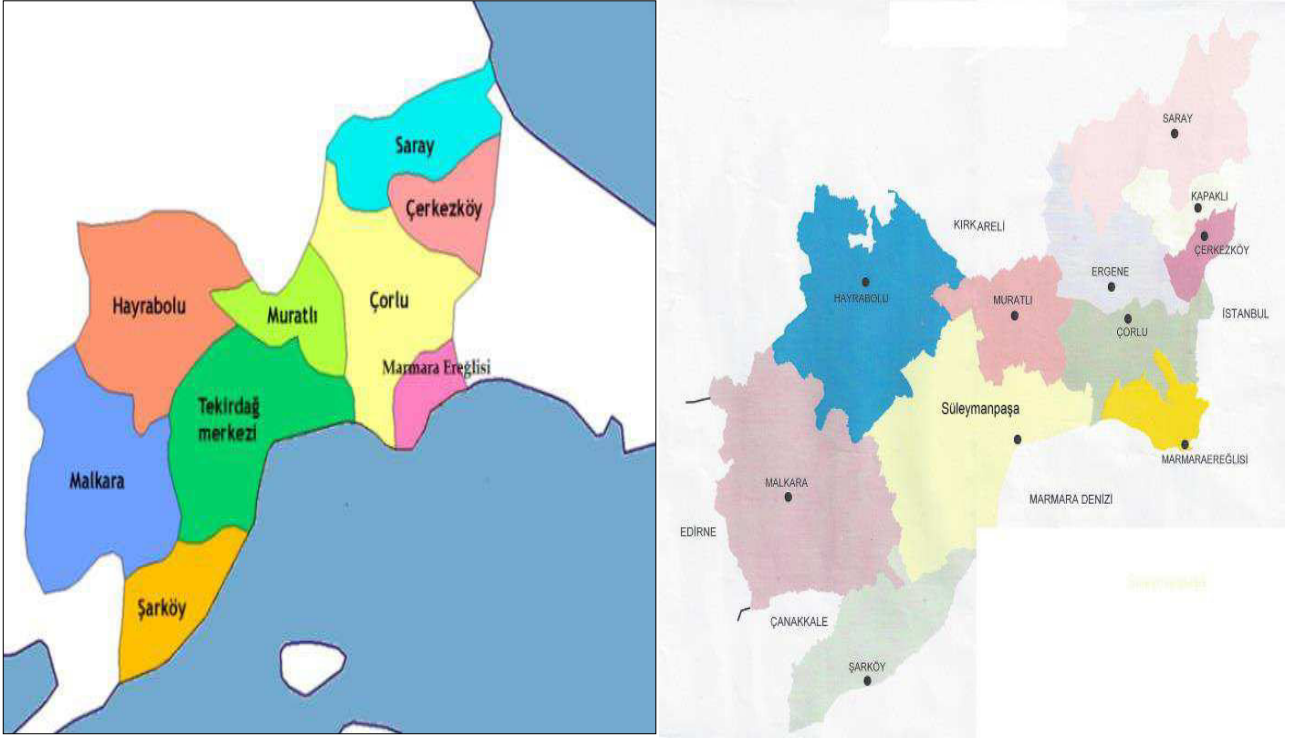 Saray
Çerkezköy
Hayrabolu
Muratlı
Çorlu
Marmara Ereğlisi
Tekirdağ
merkezi
Malkara
Şarköy
SARAY
KAPAKLI
KIRKARELİ
ÇERKEZKÖY
ERGENE
HAYRABOLU
MURATLI
İSTANBUL
ÇORLU
Süleymanpaşa
MARMARAEREĞLİSİ
MALKARA
MARMARA DENİZİ
EDİRNE
ÇANAKKALE
ŞARKÖY